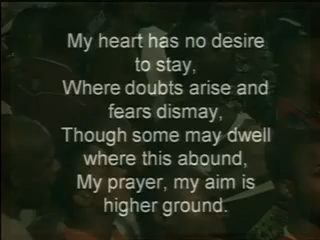 My heart has no desire
to stay,
Where doubts arise and
fears dismay,
Though some may dwell
where this abound,
My prayer, my aim is
higher ground.